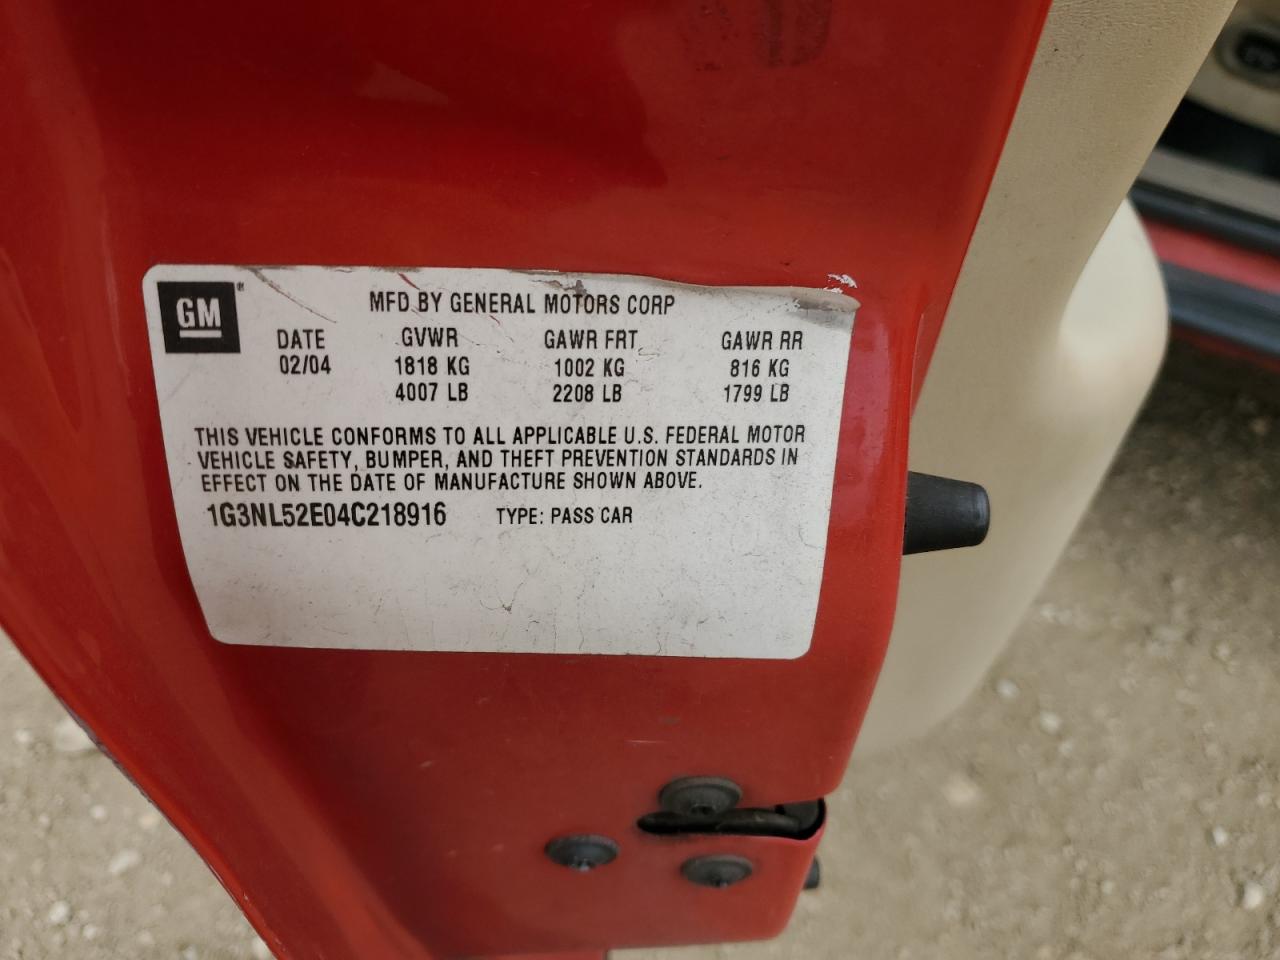 GM®
MFD BY GENERAL MOTORS CORP
DATE GVWR GAWR FRT GAWR RR
02/04 1818 KG 1002 KG 816 KG
4007 LB 2208 LB 1799 LB
THIS VEHICLE CONFORMS TO ALL APPLICABLE U.S. FEDERAL MOTOR
VEHICLE SAFETY, BUMPER, AND THEFT PREVENTION STANDARDS IN
EFFECT ON THE DATE OF MANUFACTURE SHOWN ABOVE.
1G3NL52E04C218916 TYPE: PASS CAR